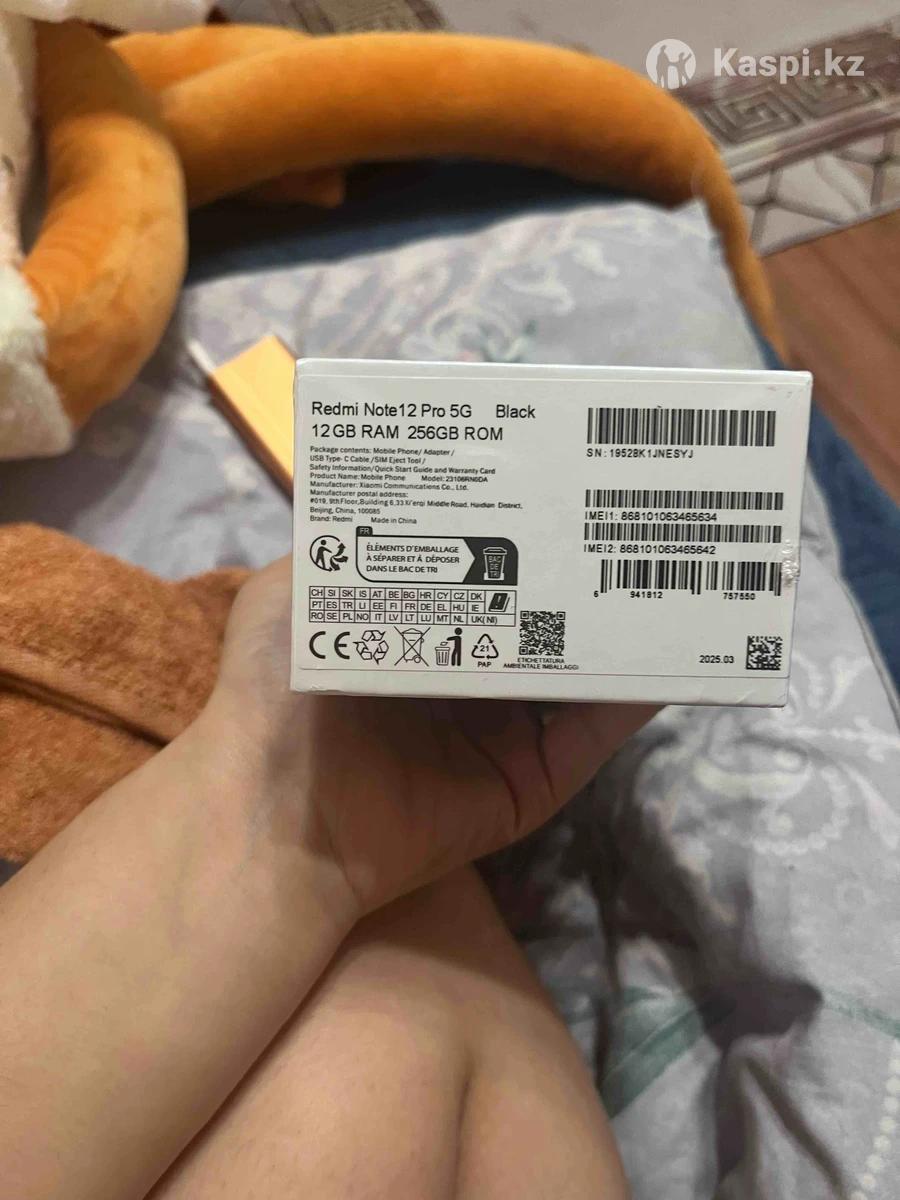 Kaspi.kz
Redmi Note12 Pro 5G Black
12GB RAM 256GB ROM
Package contents: Mobile Phone/ Adapter/
USB Type- C Cable /SIM Eject Tool /
Safety Information/Quick Start Guide and Warranty Card
Product Name: Mobile Phone Model: 23106RN0DA
Manufacturer: Xiaomi Communications Co., Ltd.
Manufacturer postal address:
#019, 9th Floor,Building 6,33 Xi'erqi Middle Road, Haidian District,
Beijing, China, 100085
Brand: Redmi Made in China
FR
ÉLÉMENTS D'EMBALLAGE
À SÉPARER ET À DÉPOSER
DANS LE BAC DE TRI
BAC
DE
TRI
CH SI SK IS AT BE BG HR CY CZ DK
PT ES TR LI EE FI FR DE EL HU IE
RO SE PL NO IT LV LT LU MT NL UK(NI)
CE
21
PAP
ETICHETTATURA
AMBIENTALE IMBALLAGGI
SN: 19528K1JNESYJ
IMEI1: 868101063465634
IMEI2: 868101063465642
6 941812 757550
2025.03